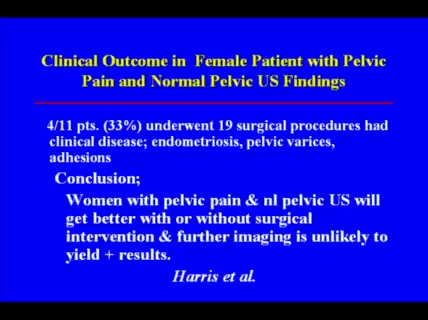 Clinical Outcome in Female Patient with Pelvic
Pain and Normal Pelvic US Findings
4/11 pts. (33%) underwent 19 surgical procedures had
clinical disease; endometriosis, pelvic varices,
adhesions
Conclusion;
Women with pelvic pain & nl pelvic US will
get better with or without surgical
intervention & further imaging is unlikely to
yield + results.
Harris et al.